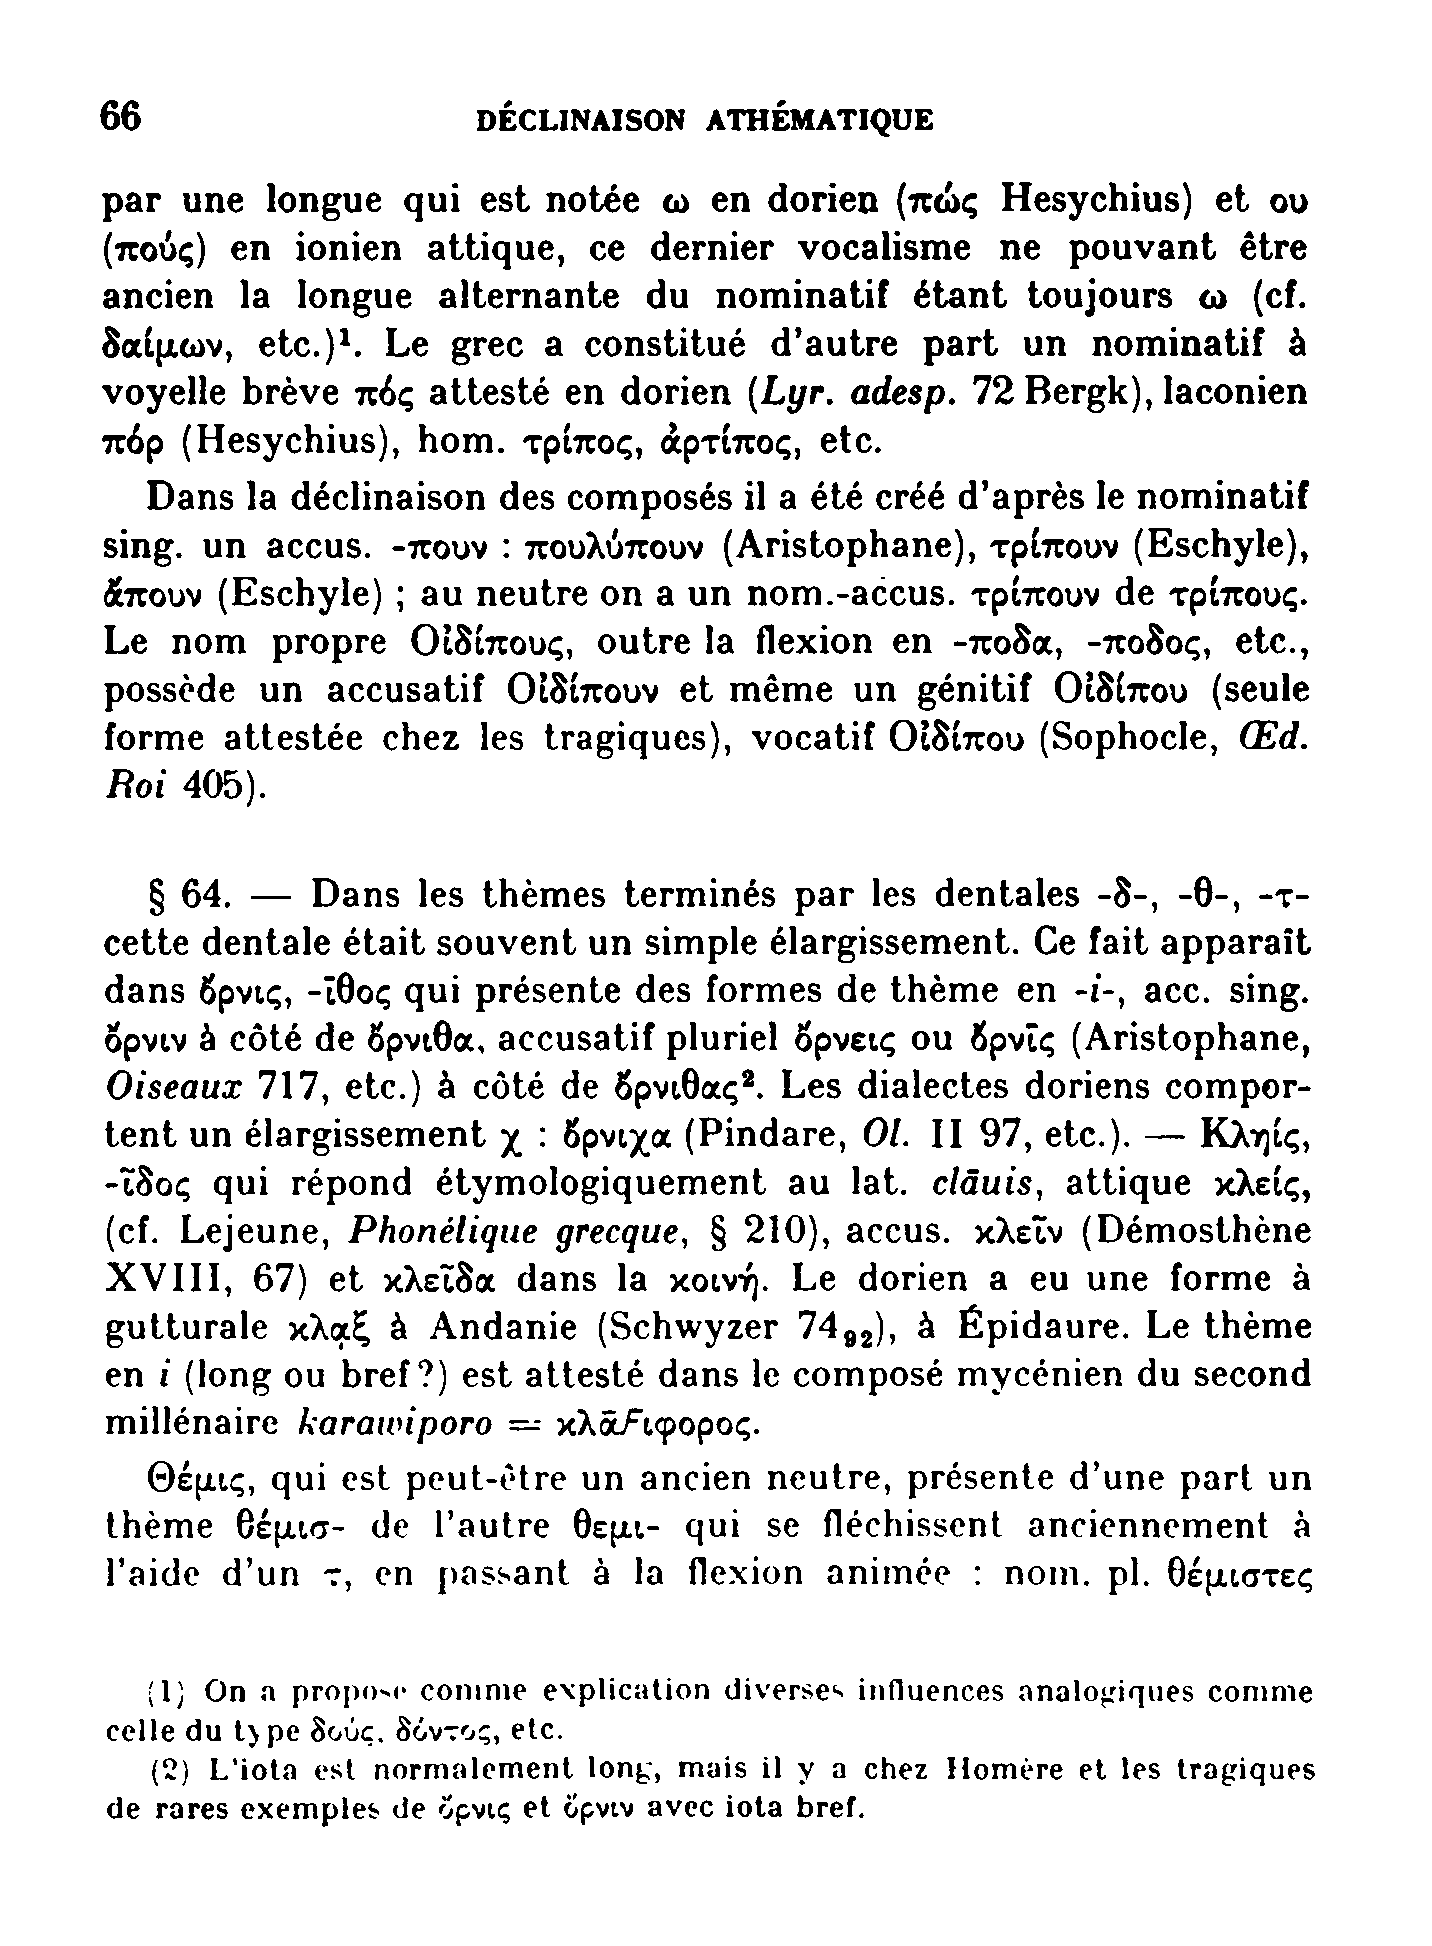 66 DÉCLINAISON ATHÉMATIQUE
par une longue qui est notée ω en dorien (πώς Hesychius) et ου
(πούς) en ionien attique, ce dernier vocalisme ne pouvant être
ancien la longue alternante du nominatif étant toujours ω (cf.
δαίμων, etc.)¹. Le grec a constitué d'autre part un nominatif à
voyelle brève πός attesté en dorien (Lyr. adesp. 72 Bergk), laconien
πόρ (Hesychius), hom. τρίπος, ἀρτίπος, etc.
Dans la déclinaison des composés il a été créé d'après le nominatif
sing. un accus. -πουν : πουλύπουν (Aristophane), τρίπουν (Eschyle),
ἄπουν (Eschyle) ; au neutre on a un nom.-accus. τρίπουν de τρίπους.
Le nom propre Οἰδίπους, outre la flexion en -ποδα, -ποδος, etc.,
possède un accusatif Οἰδίπουν et même un génitif Οἰδίπου (seule
forme attestée chez les tragiques), vocatif Οἰδίπου (Sophocle, Œd.
Roi 405).
§ 64. — Dans les thèmes terminés par les dentales -δ-, -θ-, -τ-
cette dentale était souvent un simple élargissement. Ce fait apparaît
dans ὄρνις, -ῑθος qui présente des formes de thème en -i-, acc. sing.
ὄρνιν à côté de ὄρνιθα, accusatif pluriel ὄρνεις ou ὄρνῑς (Aristophane,
Oiseaux 717, etc.) à côté de ὄρνιθας². Les dialectes doriens compor-
tent un élargissement χ : ὄρνιχα (Pindare, Ol. II 97, etc.). — Κληίς,
-ῖδος qui répond étymologiquement au lat. clāuis, attique κλείς,
(cf. Lejeune, Phonétique grecque, § 210), accus. κλεῖν (Démosthène
XVIII, 67) et κλεῖδα dans la κοινή. Le dorien a eu une forme à
gutturale κλᾳξ à Andanie (Schwyzer 74₉₂), à Épidaure. Le thème
en i (long ou bref?) est attesté dans le composé mycénien du second
millénaire karawiporo = κλᾱϜιφορος.
Θέμις, qui est peut-être un ancien neutre, présente d'une part un
thème θέμισ- de l'autre θεμι- qui se fléchissent anciennement à
l'aide d'un τ, en passant à la flexion animée : nom. pl. θέμιστες
(1) On a proposé comme explication diverses influences analogiques comme
celle du type δούς, δόντος, etc.
(2) L'iota est normalement long, mais il y a chez Homère et les tragiques
de rares exemples de ὄρνις et ὄρνιν avec iota bref.